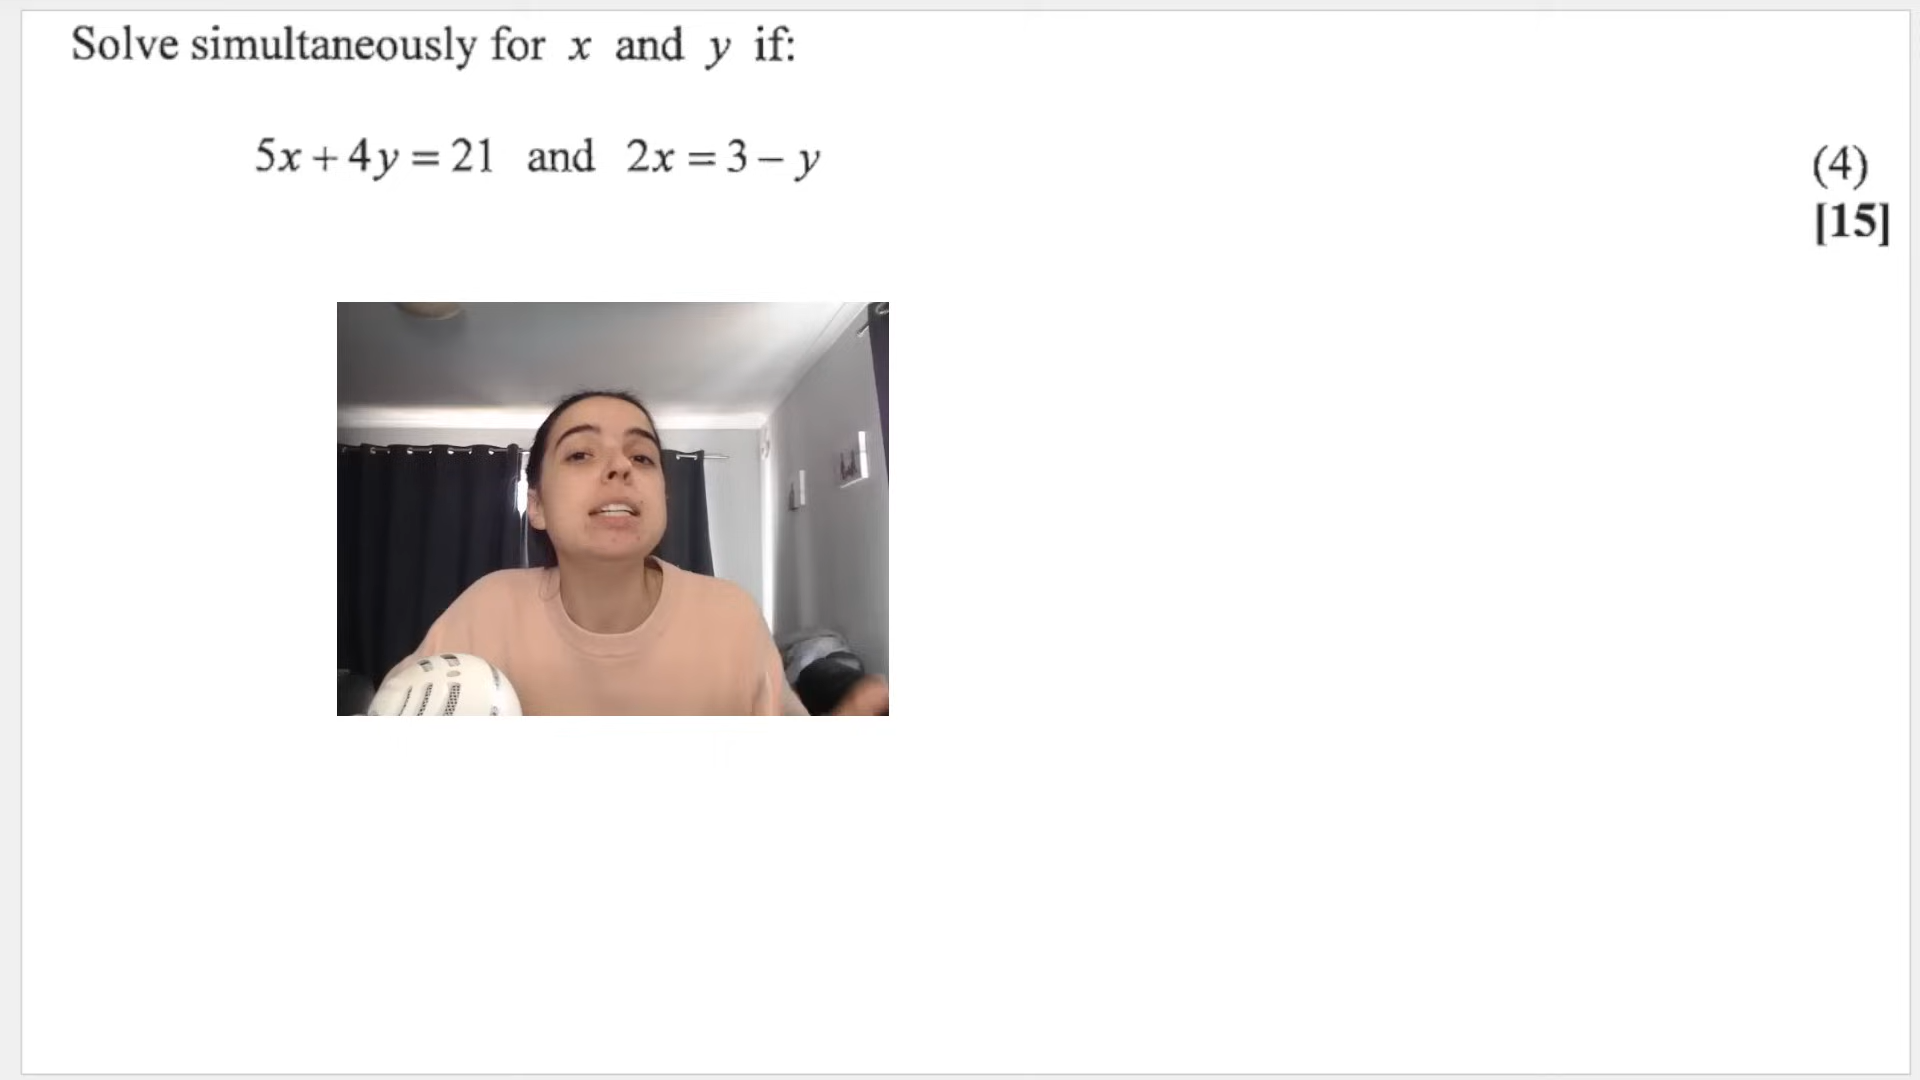 Solve simultaneously for x and y if:
5x + 4y = 21 and 2x = 3 – y (4)
[15]